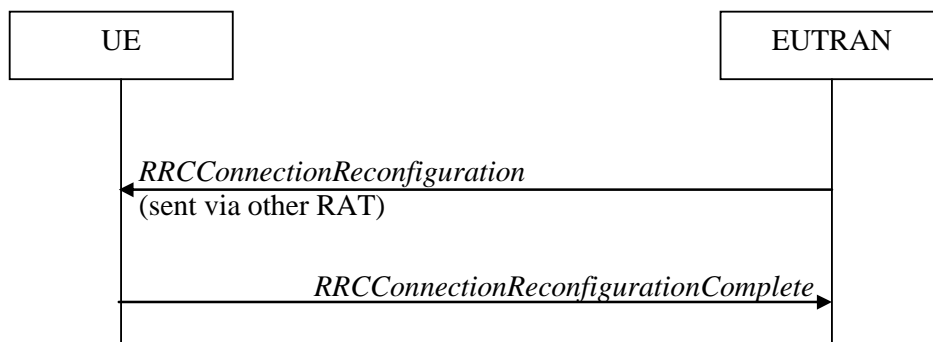 UE
EUTRAN
RRCConnectionReconfiguration
(sent via other RAT)
RRCConnectionReconfigurationComplete